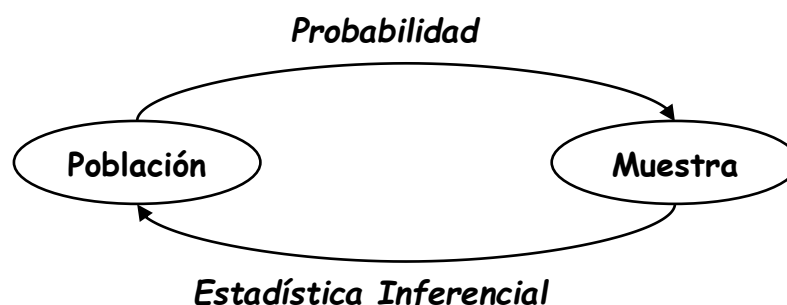 Probabilidad
Población
Muestra
Estadística Inferencial